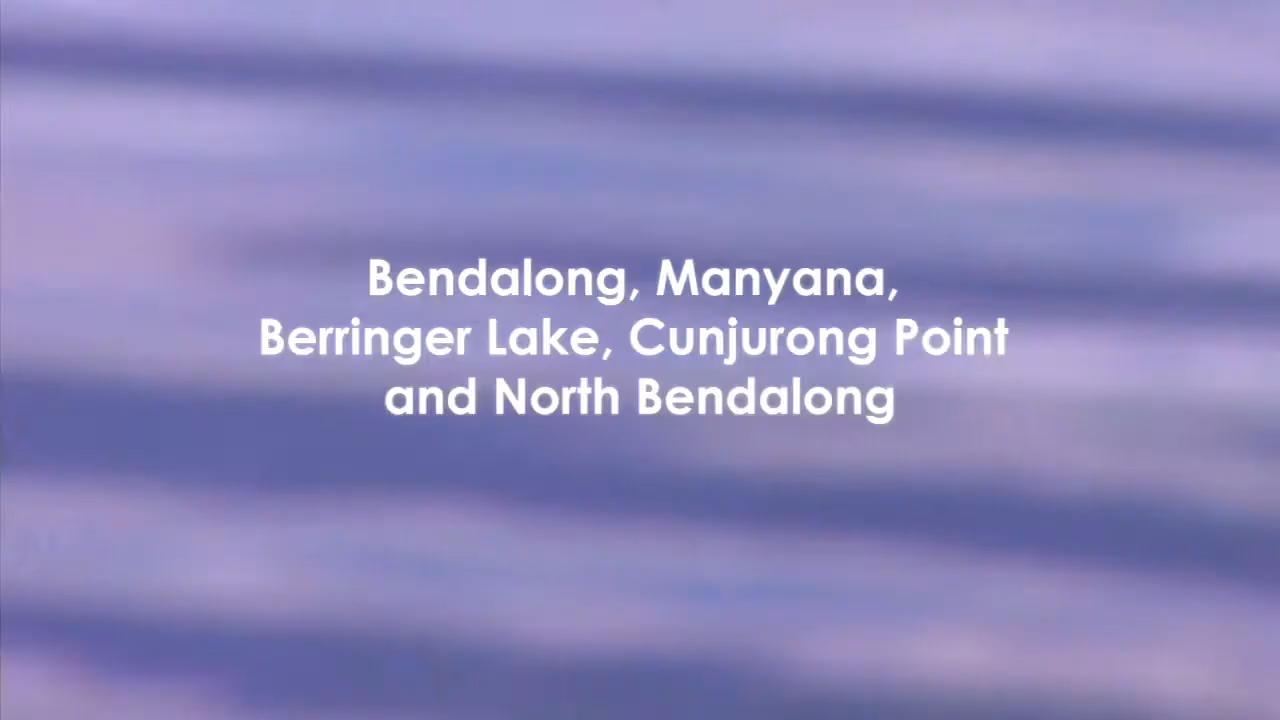 Bendalong, Manyana,
Berringer Lake, Cunjurong Point
and North Bendalong